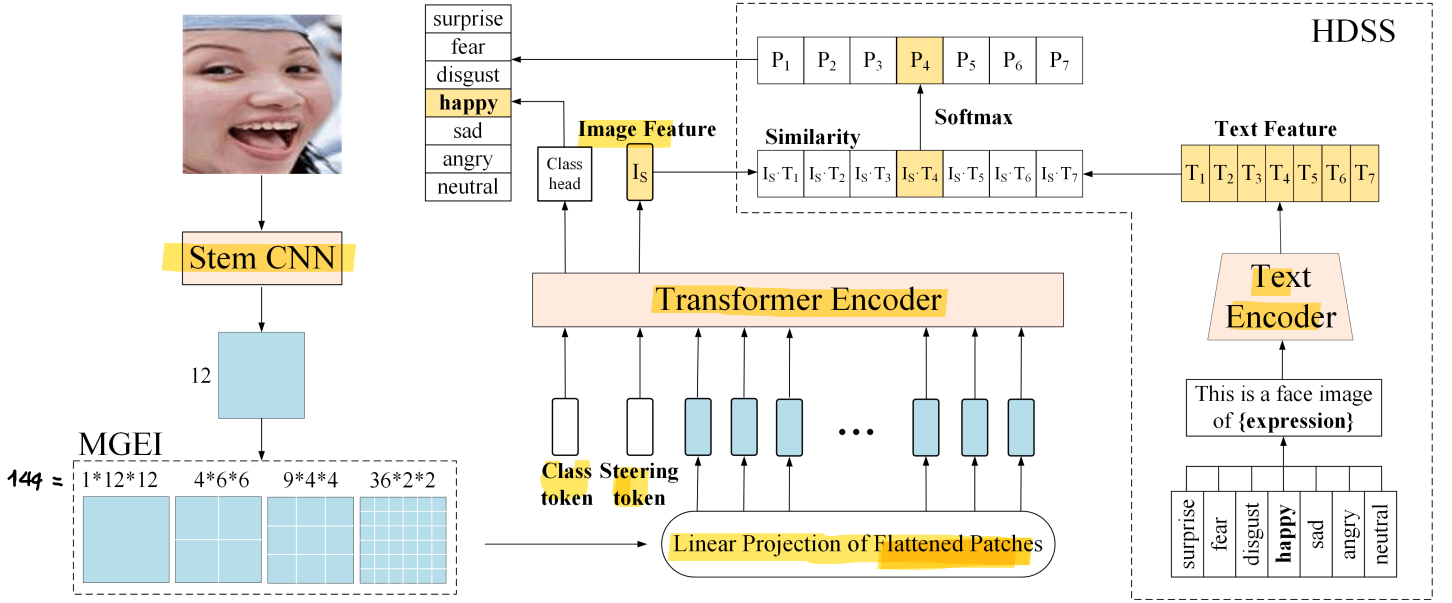 surprise
fear
disgust
happy
sad
angry
neutral
HDSS
P1 P2 P3 P4 P5 P6 P7
Softmax
Similarity
IS·T1 IS·T2 IS·T3 IS·T4 IS·T5 IS·T6 IS·T7
Text Feature
T1 T2 T3 T4 T5 T6 T7
Image Feature
Class
head
IS
Stem CNN
Transformer Encoder
Text
Encoder
12
This is a face image
of {expression}
MGEI
144 = 1*12*12 4*6*6 9*4*4 36*2*2
Class
token
Steering
token
...
Linear Projection of Flattened Patches
surprise
fear
disgust
happy
sad
angry
neutral